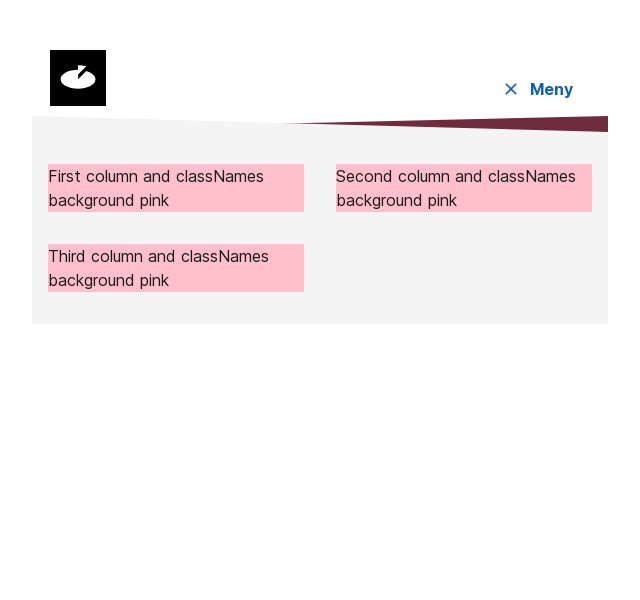 Meny
First column and classNames
background pink
Second column and classNames
background pink
Third column and classNames
background pink